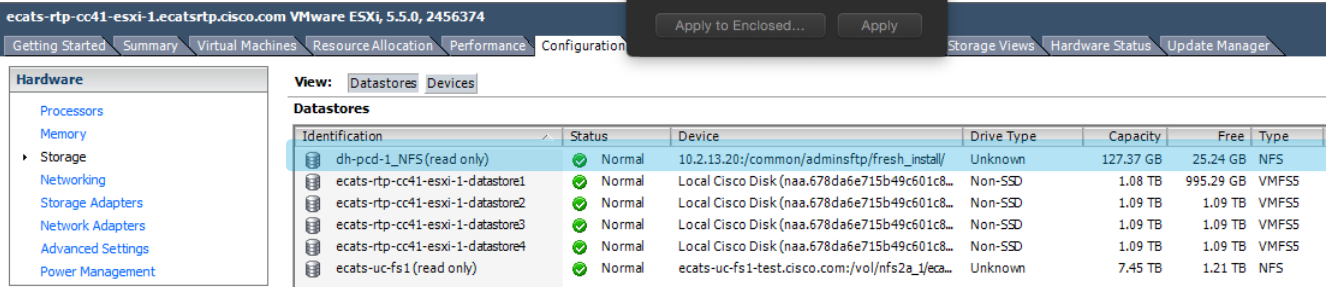 ecats-rtp-cc41-esxi-1.ecatsrtp.cisco.com VMware ESXi, 5.5.0, 2456374
Apply to Enclosed... Apply
Getting Started Summary Virtual Machines Resource Allocation Performance Configuration Storage Views Hardware Status Update Manager
Hardware
Processors
Memory
Storage
Networking
Storage Adapters
Network Adapters
Advanced Settings
Power Management
View: Datastores Devices
Datastores
Identification Status Device Drive Type Capacity Free Type
dh-pcd-1_NFS (read only) Normal 10.2.13.20:/common/adminsftp/fresh_install/ Unknown 127.37 GB 25.24 GB NFS
ecats-rtp-cc41-esxi-1-datastore1 Normal Local Cisco Disk (naa.678da6e715b49c601c8... Non-SSD 1.08 TB 995.29 GB VMFS5
ecats-rtp-cc41-esxi-1-datastore2 Normal Local Cisco Disk (naa.678da6e715b49c601c8... Non-SSD 1.09 TB 1.09 TB VMFS5
ecats-rtp-cc41-esxi-1-datastore3 Normal Local Cisco Disk (naa.678da6e715b49c601c8... Non-SSD 1.09 TB 1.09 TB VMFS5
ecats-rtp-cc41-esxi-1-datastore4 Normal Local Cisco Disk (naa.678da6e715b49c601c8... Non-SSD 1.09 TB 1.09 TB VMFS5
ecats-uc-fs1 (read only) Normal ecats-uc-fs1-test.cisco.com:/vol/nfs2a_1/eca... Unknown 7.45 TB 1.21 TB NFS